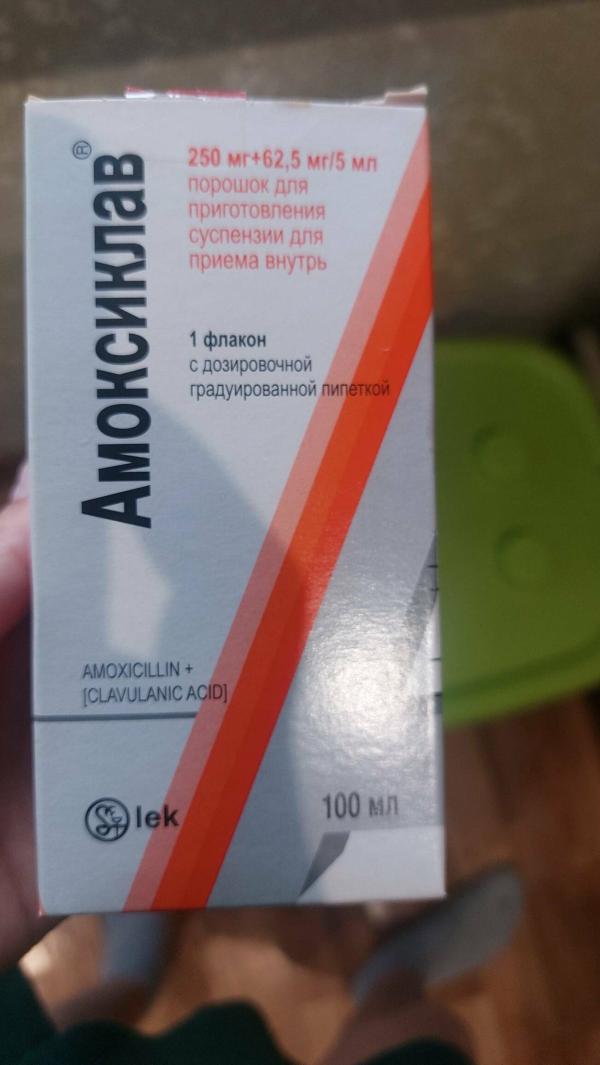 Амоксиклав®
250 мг+62,5 мг/5 мл
порошок для
приготовления
суспензии для
приема внутрь
1 флакон
с дозировочной
градуированной пипеткой
AMOXICILLIN +
[CLAVULANIC ACID]
lek
100 мл